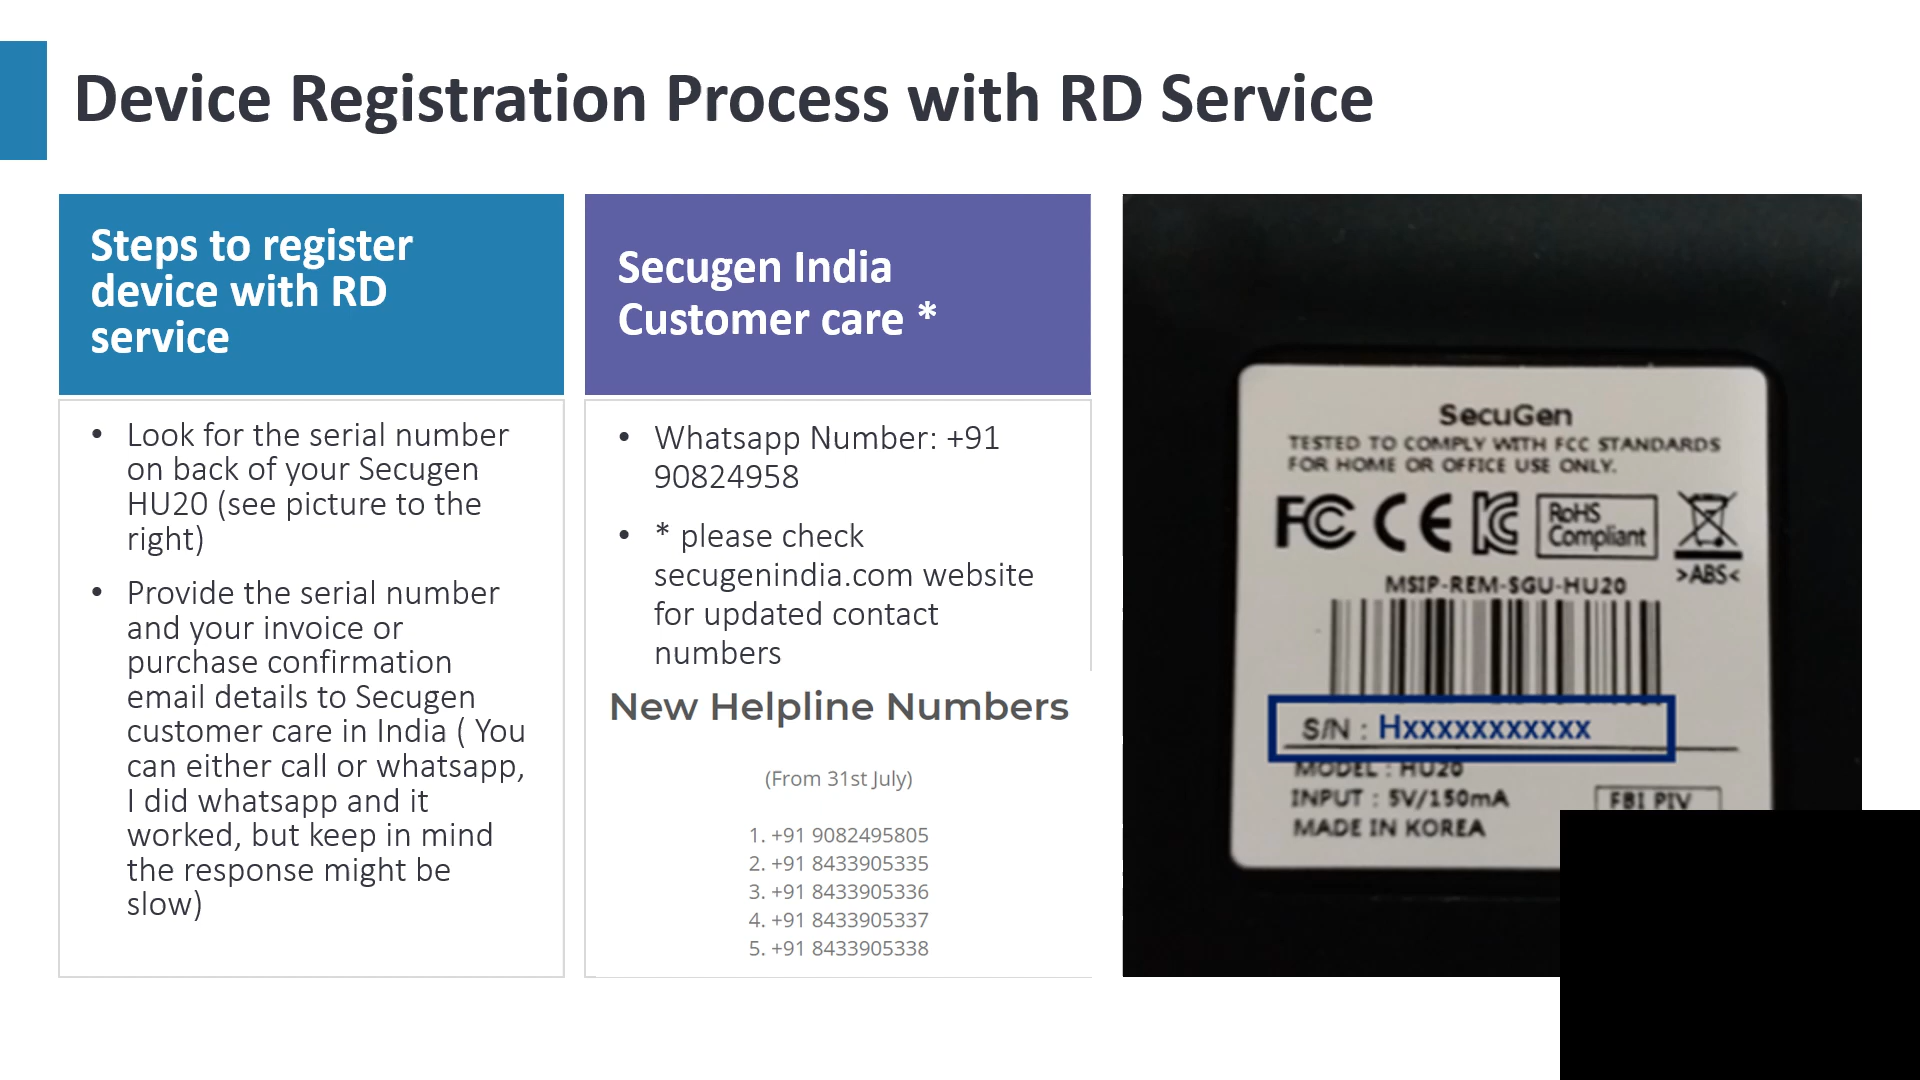 Device Registration Process with RD Service
Steps to register
device with RD
service
• Look for the serial number
on back of your Secugen
HU20 (see picture to the
right)
• Provide the serial number
and your invoice or
purchase confirmation
email details to Secugen
customer care in India ( You
can either call or whatsapp,
I did whatsapp and it
worked, but keep in mind
the response might be
slow)
Secugen India
Customer care *
• Whatsapp Number: +91
90824958
• * please check
secugenindia.com website
for updated contact
numbers
New Helpline Numbers
(From 31st July)
1. +91 9082495805
2. +91 8433905335
3. +91 8433905336
4. +91 8433905337
5. +91 8433905338
SecuGen
TESTED TO COMPLY WITH FCC STANDARDS
FOR HOME OR OFFICE USE ONLY.
FC CE KC RoHS
Compliant
>ABS<
MSIP-REM-SGU-HU20
S/N : Hxxxxxxxxxxx
MODEL : HU20
INPUT : 5V/150mA
FBI PIV
MADE IN KOREA